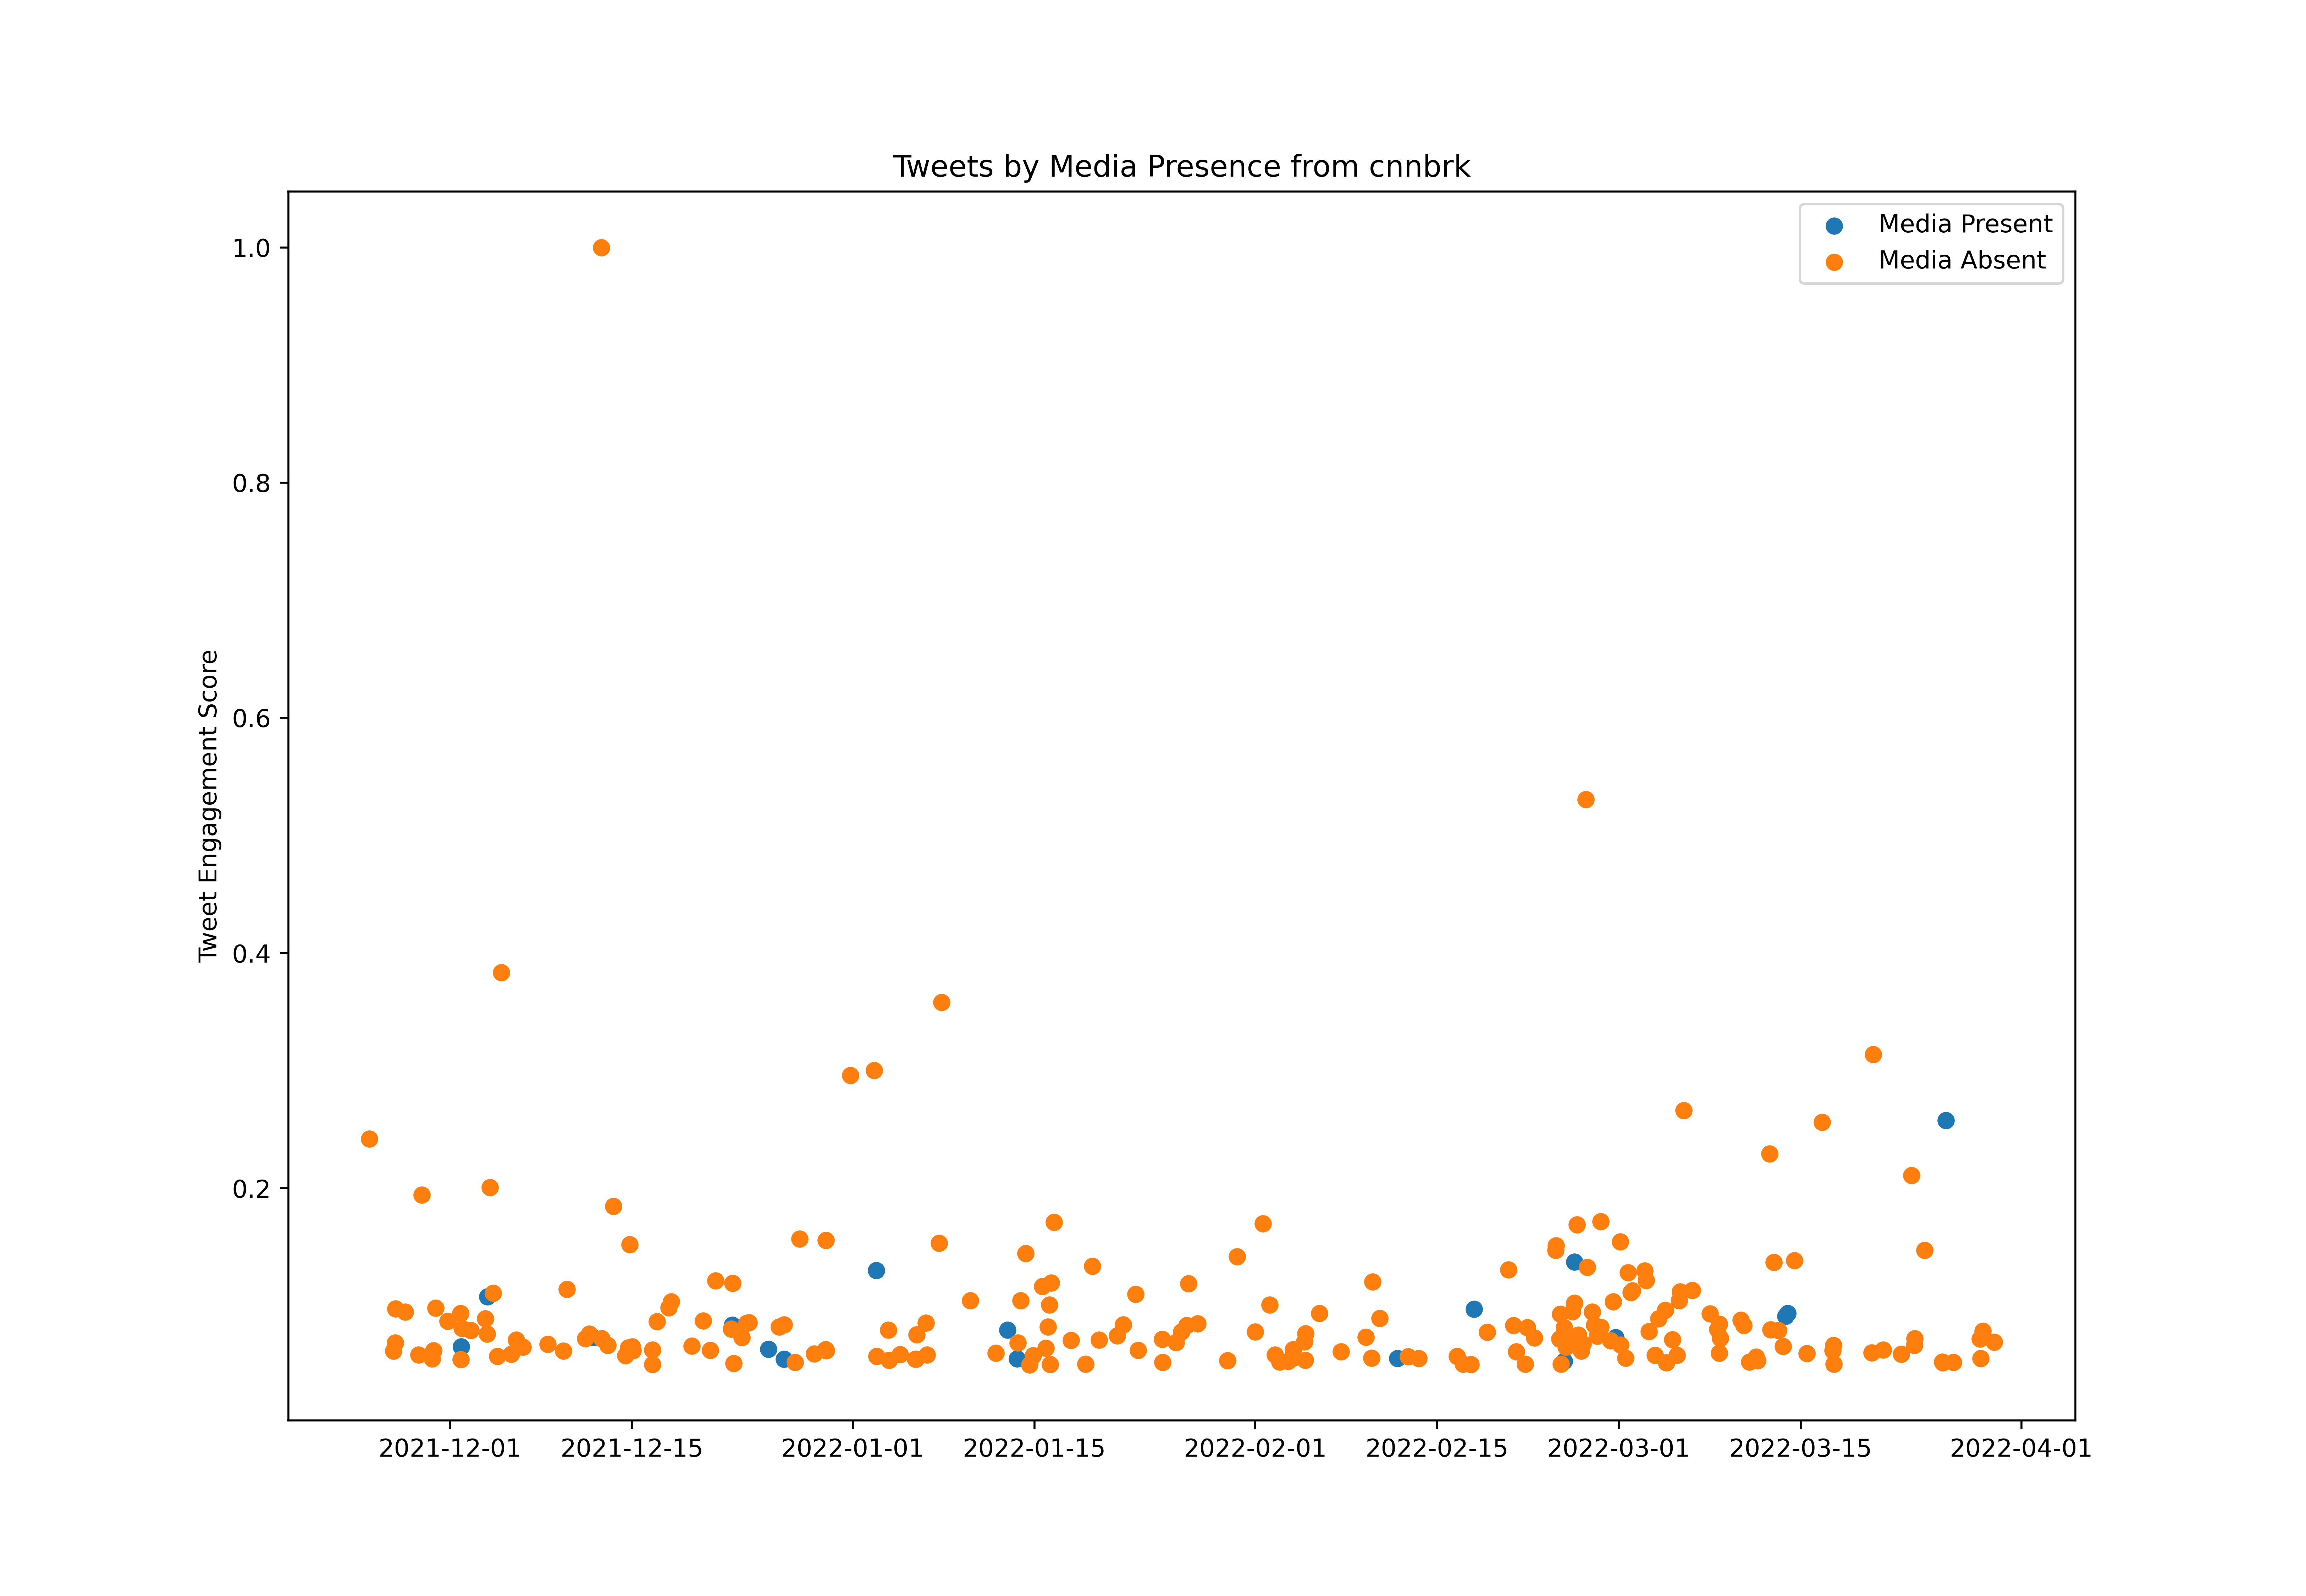 Tweets by Media Presence from cnnbrk
Media Present
Media Absent
Tweet Engagement Score
1.0
0.8
0.6
0.4
0.2
2021-12-01 2021-12-15 2022-01-01 2022-01-15 2022-02-01 2022-02-15 2022-03-01 2022-03-15 2022-04-01